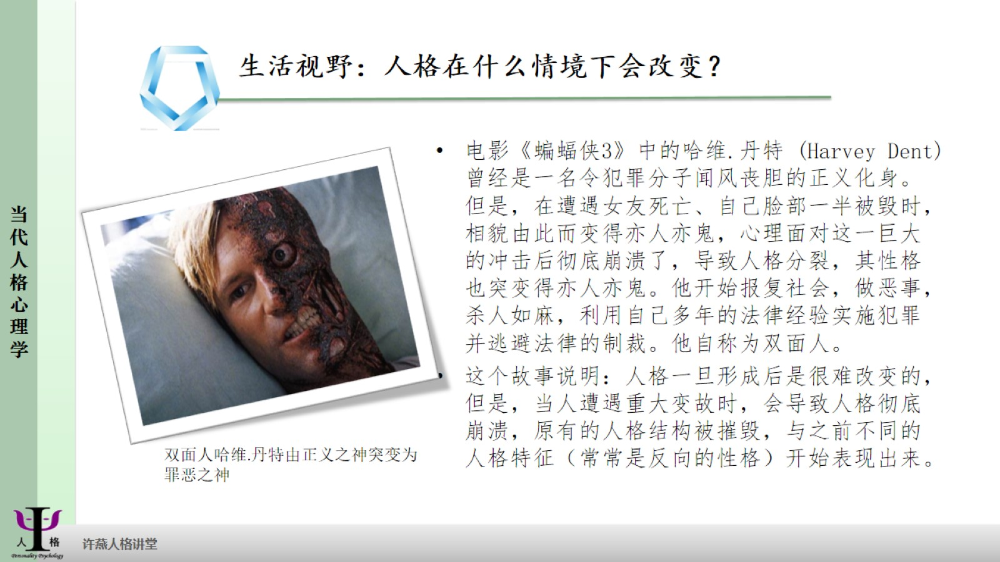 生活视野：人格在什么情境下会改变？
• 电影《蝙蝠侠3》中的哈维.丹特 (Harvey Dent)
曾经是一名令犯罪分子闻风丧胆的正义化身。
但是，在遭遇女友死亡、自己脸部一半被毁时，
相貌由此而变得亦人亦鬼，心理面对这一巨大
的冲击后彻底崩溃了，导致人格分裂，其性格
也突变得亦人亦鬼。他开始报复社会，做恶事，
杀人如麻，利用自己多年的法律经验实施犯罪
并逃避法律的制裁。他自称为双面人。
• 这个故事说明：人格一旦形成后是很难改变的，
但是，当人遭遇重大变故时，会导致人格彻底
崩溃，原有的人格结构被摧毁，与之前不同的
人格特征（常常是反向的性格）开始表现出来。
双面人哈维.丹特由正义之神突变为
罪恶之神
当代人格心理学
人格
Personality Psychology
许燕人格讲堂